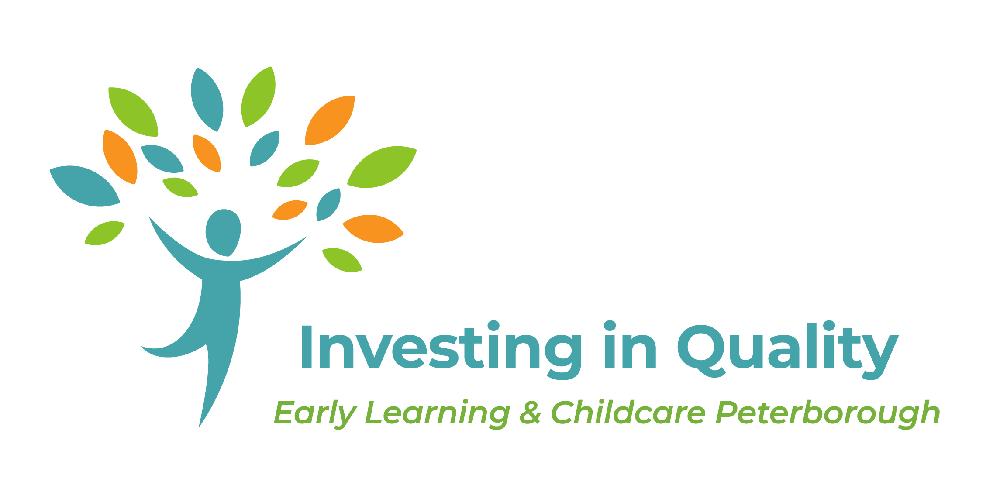 Investing in Quality
Early Learning & Childcare Peterborough